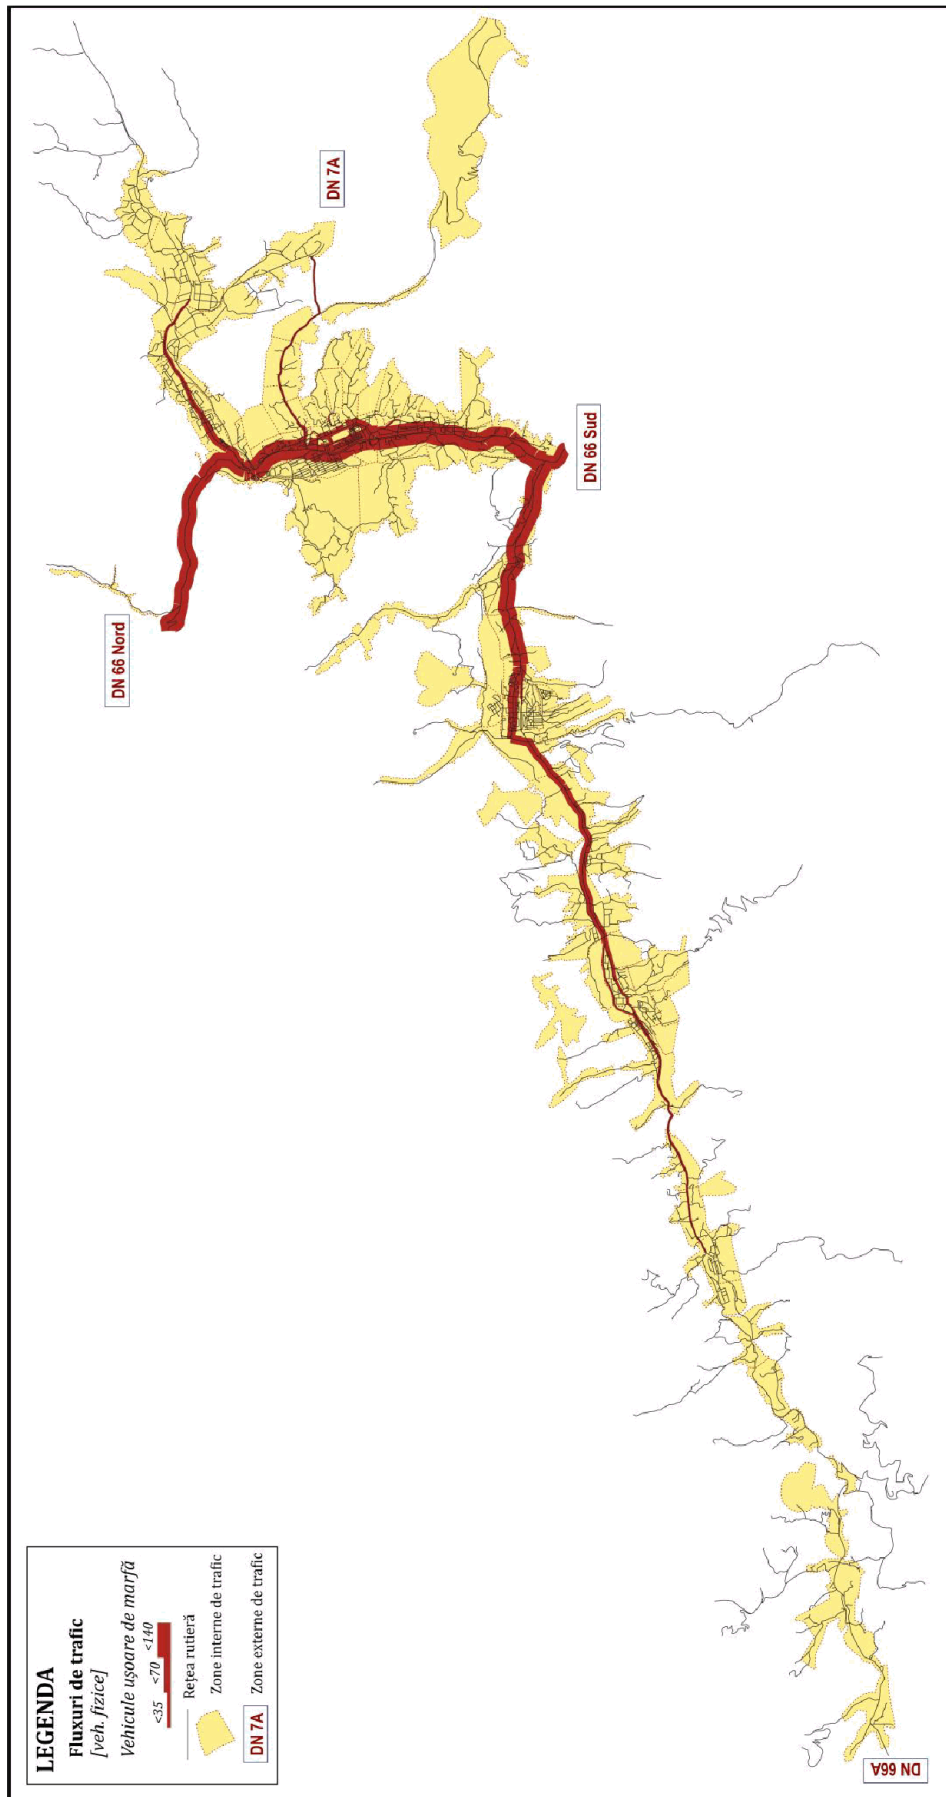 DN 7A
DN 66 Sud
DN 66 Nord
DN 66A
LEGENDA
Fluxuri de trafic
[veh. fizice]
Vehicule ușoare de marfă
<35 <70 <140
Rețea rutieră
Zone interne de trafic
DN 7A Zone externe de trafic